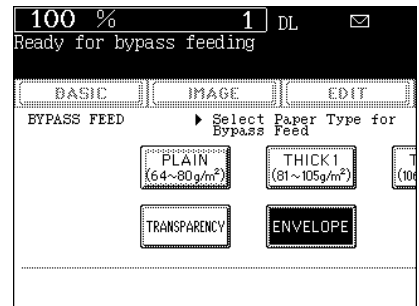 100 % 1 DL
Ready for bypass feeding
BASIC IMAGE EDIT
BYPASS FEED ▶ Select Paper Type for
Bypass Feed
PLAIN THICK1 T
(64~80g/m²) (81~105g/m²) (106
TRANSPARENCY ENVELOPE